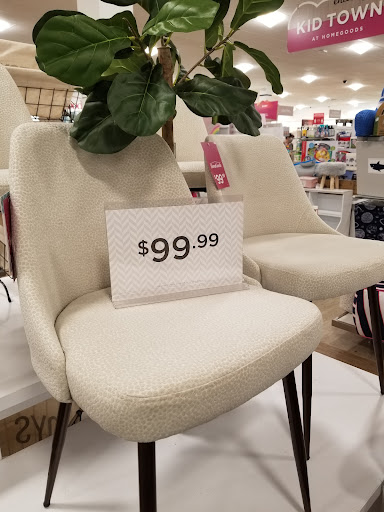 KID TOWN
AT HOMEGOODS
$99.99